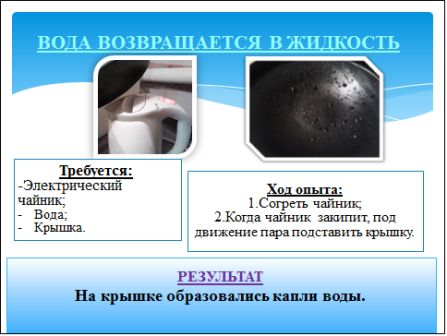 ВОДА ВОЗВРАЩАЕТСЯ В ЖИДКОСТЬ
Требуется:
-Электрический
чайник;
- Вода;
- Крышка.
Ход опыта:
1.Согреть чайник;
2.Когда чайник закипит, под
движение пара подставить крышку.
РЕЗУЛЬТАТ
На крышке образовались капли воды.